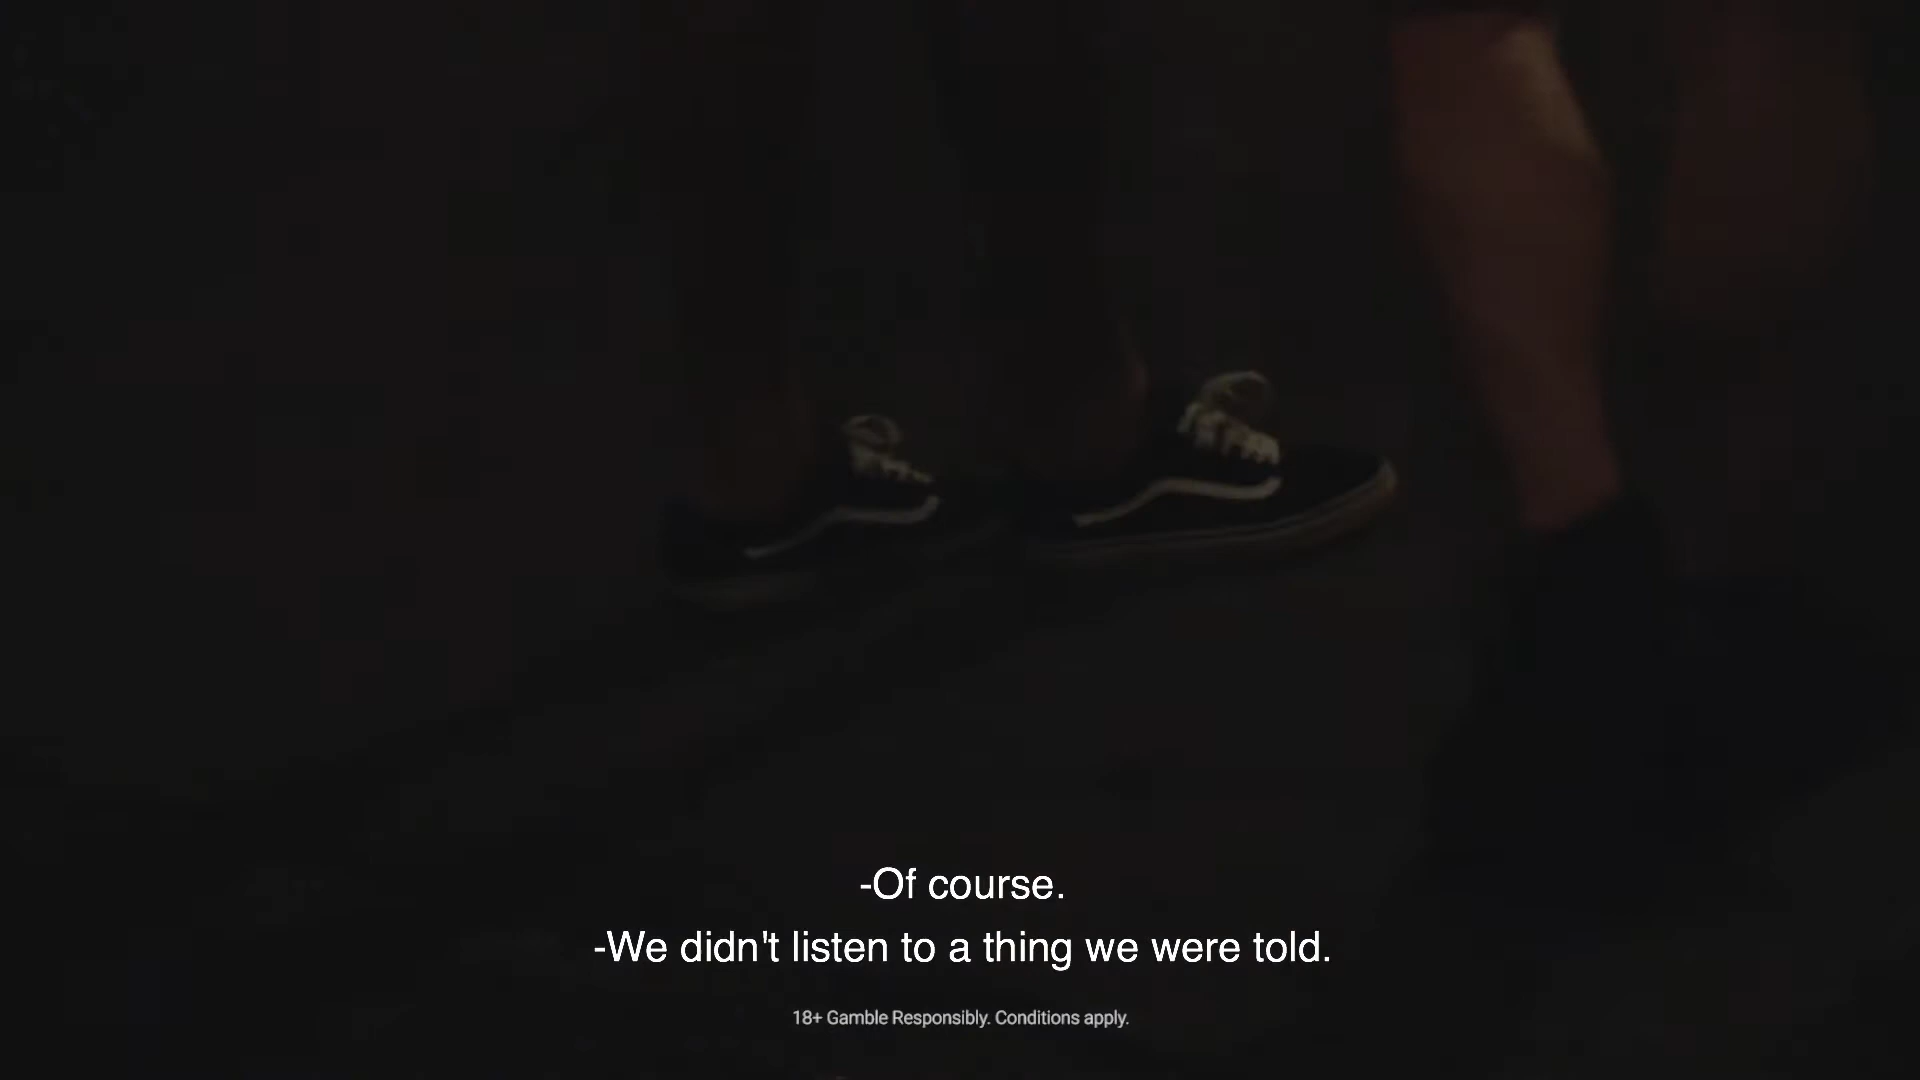 -Of course.
-We didn't listen to a thing we were told.
18+ Gamble Responsibly. Conditions apply.